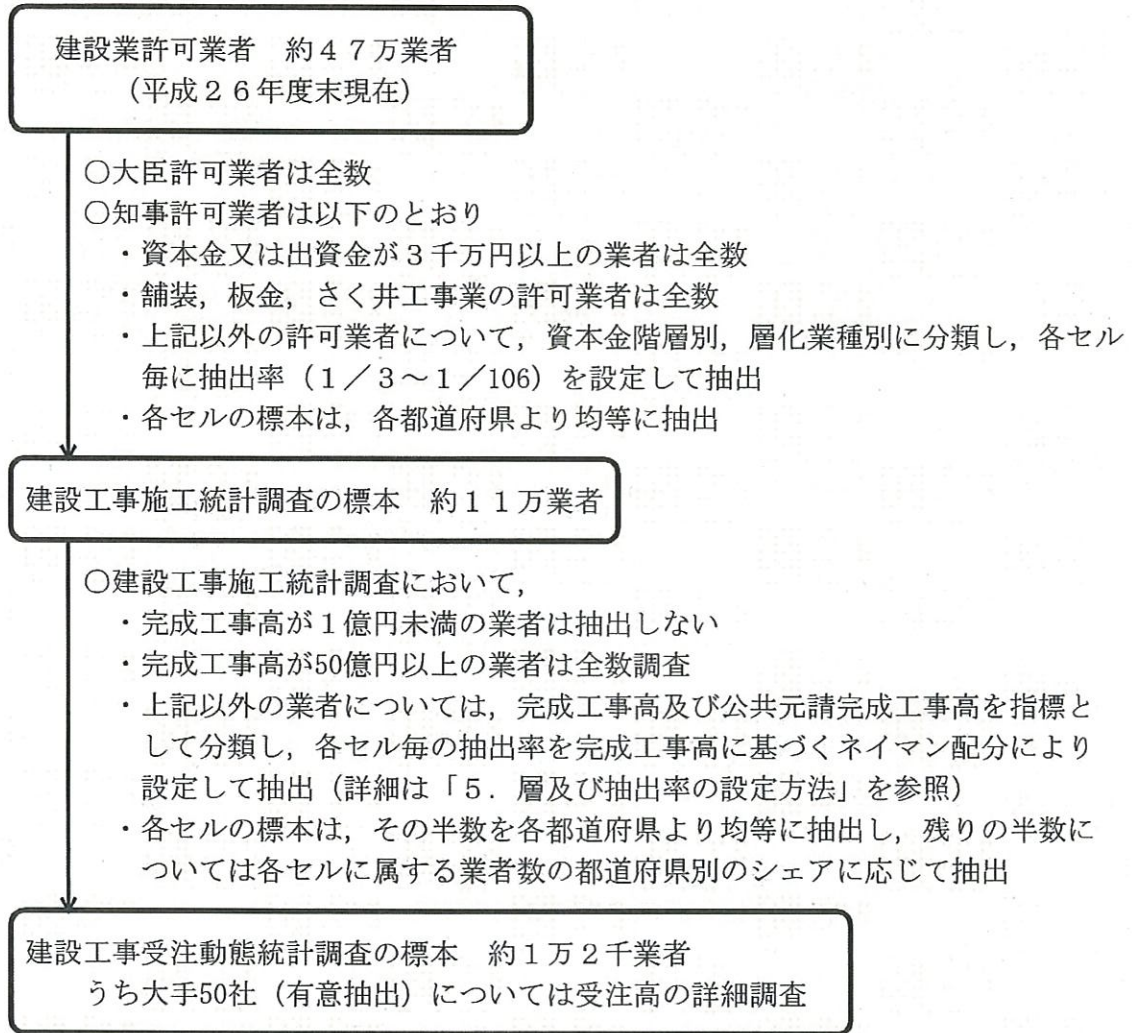 建設業許可業者　約４７万業者
（平成２６年度末現在）
○大臣許可業者は全数
○知事許可業者は以下のとおり
・資本金又は出資金が３千万円以上の業者は全数
・舗装，板金，さく井工事業の許可業者は全数
・上記以外の許可業者について，資本金階層別，層化業種別に分類し，各セル
毎に抽出率（１／３～１／106）を設定して抽出
・各セルの標本は，各都道府県より均等に抽出
建設工事施工統計調査の標本　約１１万業者
○建設工事施工統計調査において，
・完成工事高が１億円未満の業者は抽出しない
・完成工事高が50億円以上の業者は全数調査
・上記以外の業者については，完成工事高及び公共元請完成工事高を指標と
して分類し，各セル毎の抽出率を完成工事高に基づくネイマン配分により
設定して抽出（詳細は「５．層及び抽出率の設定方法」を参照）
・各セルの標本は，その半数を各都道府県より均等に抽出し，残りの半数に
ついては各セルに属する業者数の都道府県別のシェアに応じて抽出
建設工事受注動態統計調査の標本　約１万２千業者
うち大手50社（有意抽出）については受注高の詳細調査